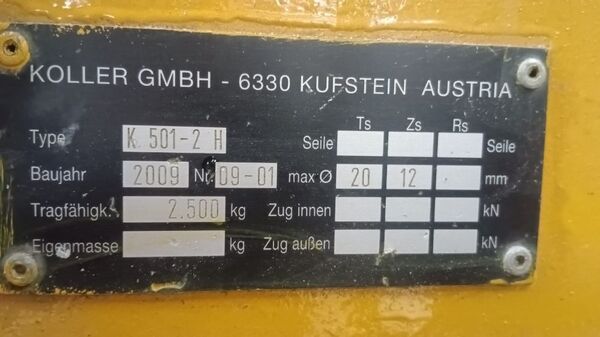 KOLLER GMBH - 6330 KUFSTEIN AUSTRIA
Ts Zs Rs
Type K 501-2 H Seile Seile
Baujahr 2009 Nr. 09-01 max Ø 20 12 mm
Tragfähigk. 2.500 kg Zug innen kN
Eigenmasse kg Zug außen kN